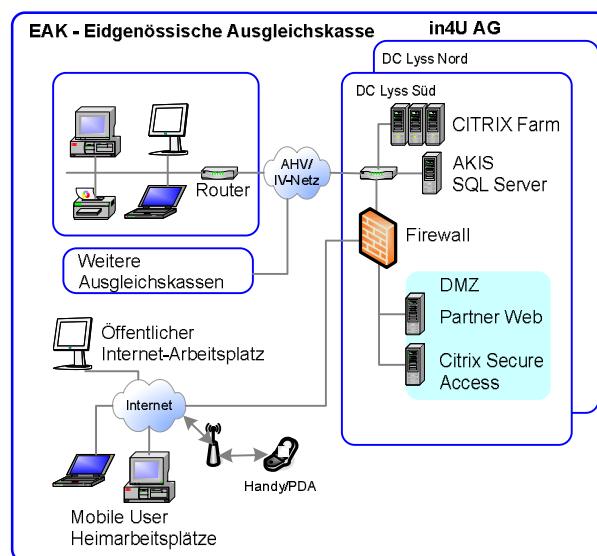 EAK - Eidgenössische Ausgleichskasse
in4U AG
DC Lyss Nord
DC Lyss Süd
CITRIX Farm
AHV/
IV-Netz
Router
AKIS
SQL Server
Firewall
Weitere
Ausgleichskassen
DMZ
Partner Web
Citrix Secure
Access
Öffentlicher
Internet-Arbeitsplatz
Internet
Handy/PDA
Mobile User
Heimarbeitsplätze